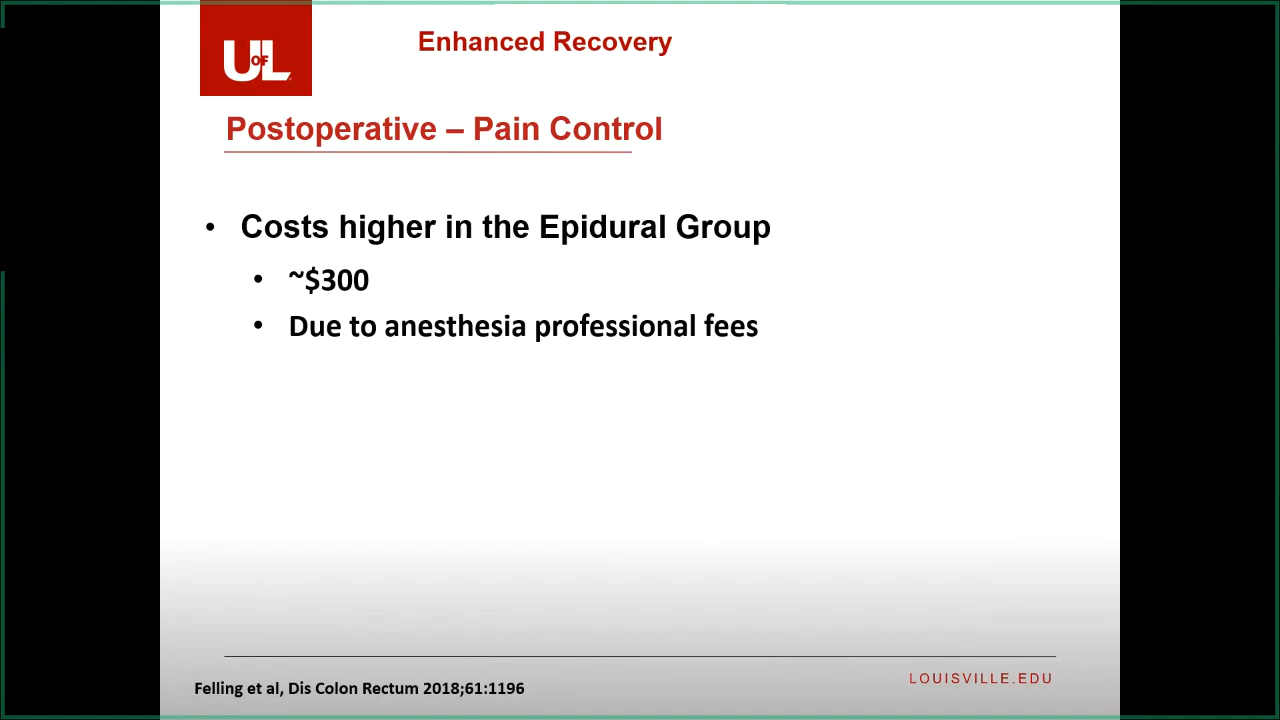 UofL
Enhanced Recovery
Postoperative – Pain Control
• Costs higher in the Epidural Group
• ~$300
• Due to anesthesia professional fees
LOUISVILLE.EDU
Felling et al, Dis Colon Rectum 2018;61:1196